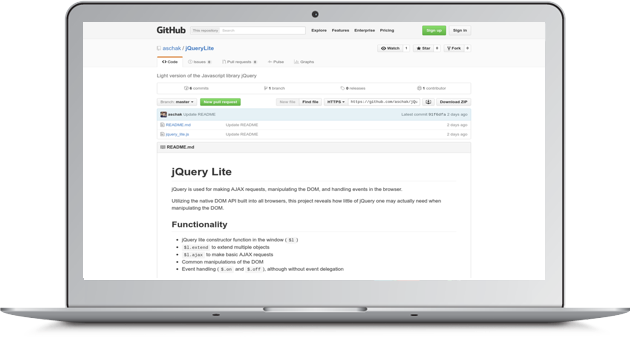 GitHub This repository Search Explore Features Enterprise Pricing Sign up Sign in
aschak / jQueryLite Watch 1 Star 0 Fork 0
Code Issues 0 Pull requests 0 Pulse Graphs
Light version of the Javascript library jQuery
6 commits 1 branch 0 releases 1 contributor
Branch: master New pull request New file Find file HTTPS https://github.com/aschak/jQu Download ZIP
aschak Update README Latest commit 2 days ago
README.md Update README 2 days ago
jquery_lite.js Update README 2 days ago
README.md
jQuery Lite
jQuery is used for making AJAX requests, manipulating the DOM, and handling events in the browser.
Utilizing the native DOM API built into all browsers, this project reveals how little of jQuery one may actually need when
manipulating the DOM.
Functionality
• jQuery lite constructor function in the window ( $l )
• $l.extend to extend multiple objects
• $l.ajax to make basic AJAX requests
• Common manipulations of the DOM
• Event handling ( $.on and $.off ), although without event delegation